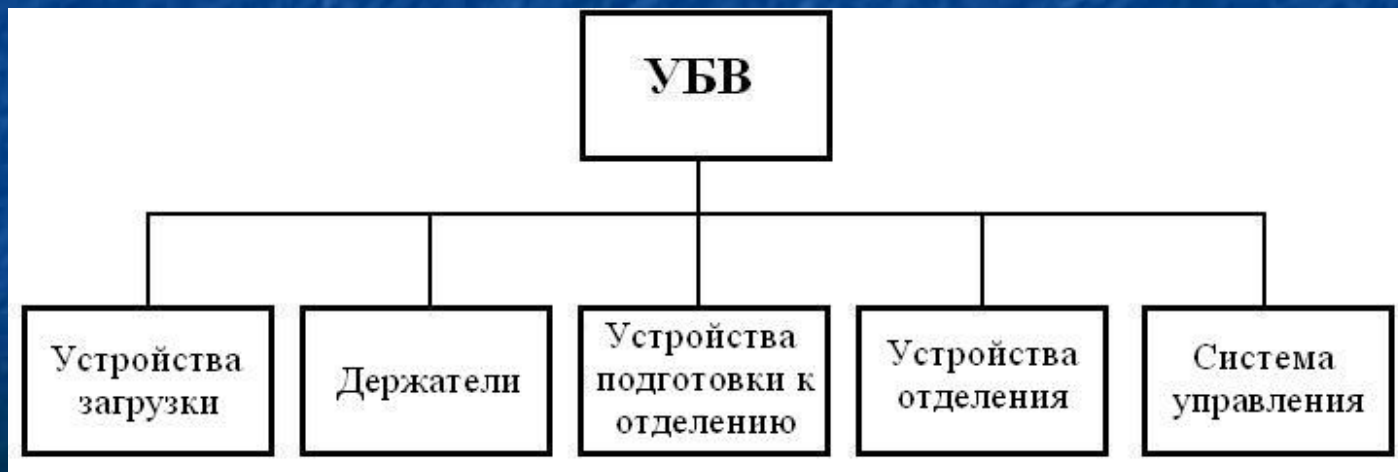 УБВ
Устройства
загрузки
Держатели
Устройства
подготовки к
отделению
Устройства
отделения
Система
управления